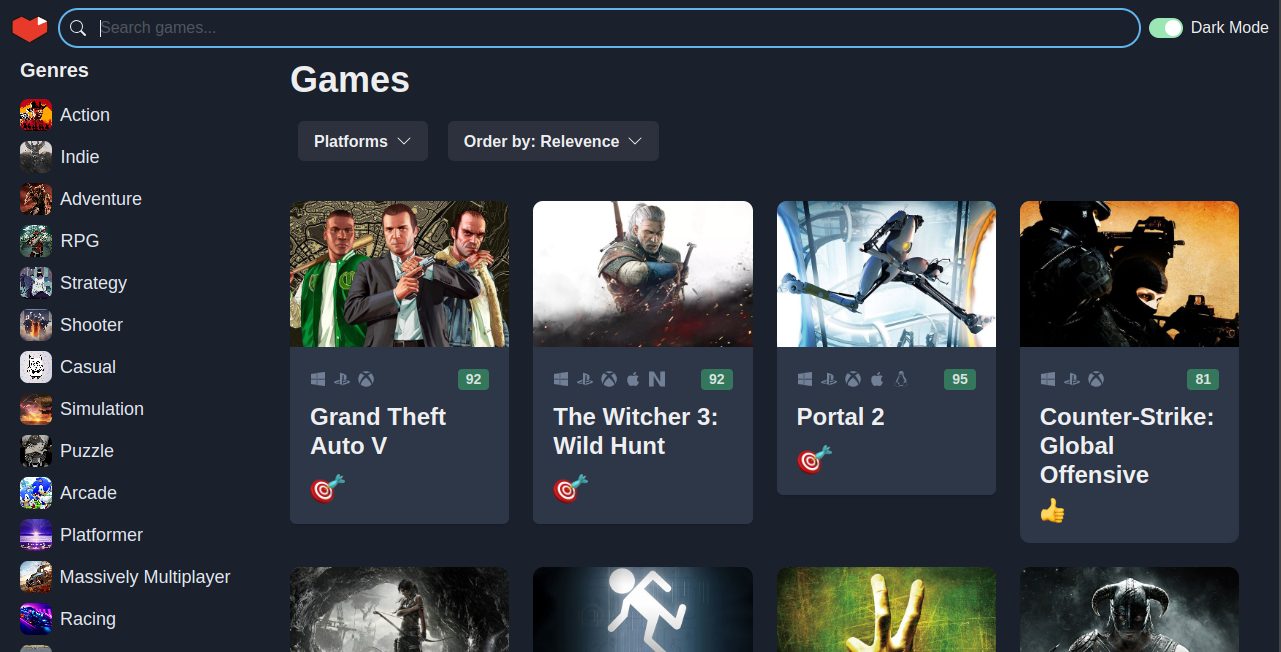 Search games...
Dark Mode
Genres
Action
Indie
Adventure
RPG
Strategy
Shooter
Casual
Simulation
Puzzle
Arcade
Platformer
Massively Multiplayer
Racing
Games
Platforms
Order by: Relevence
92
Grand Theft
Auto V
92
The Witcher 3:
Wild Hunt
95
Portal 2
81
Counter-Strike:
Global
Offensive